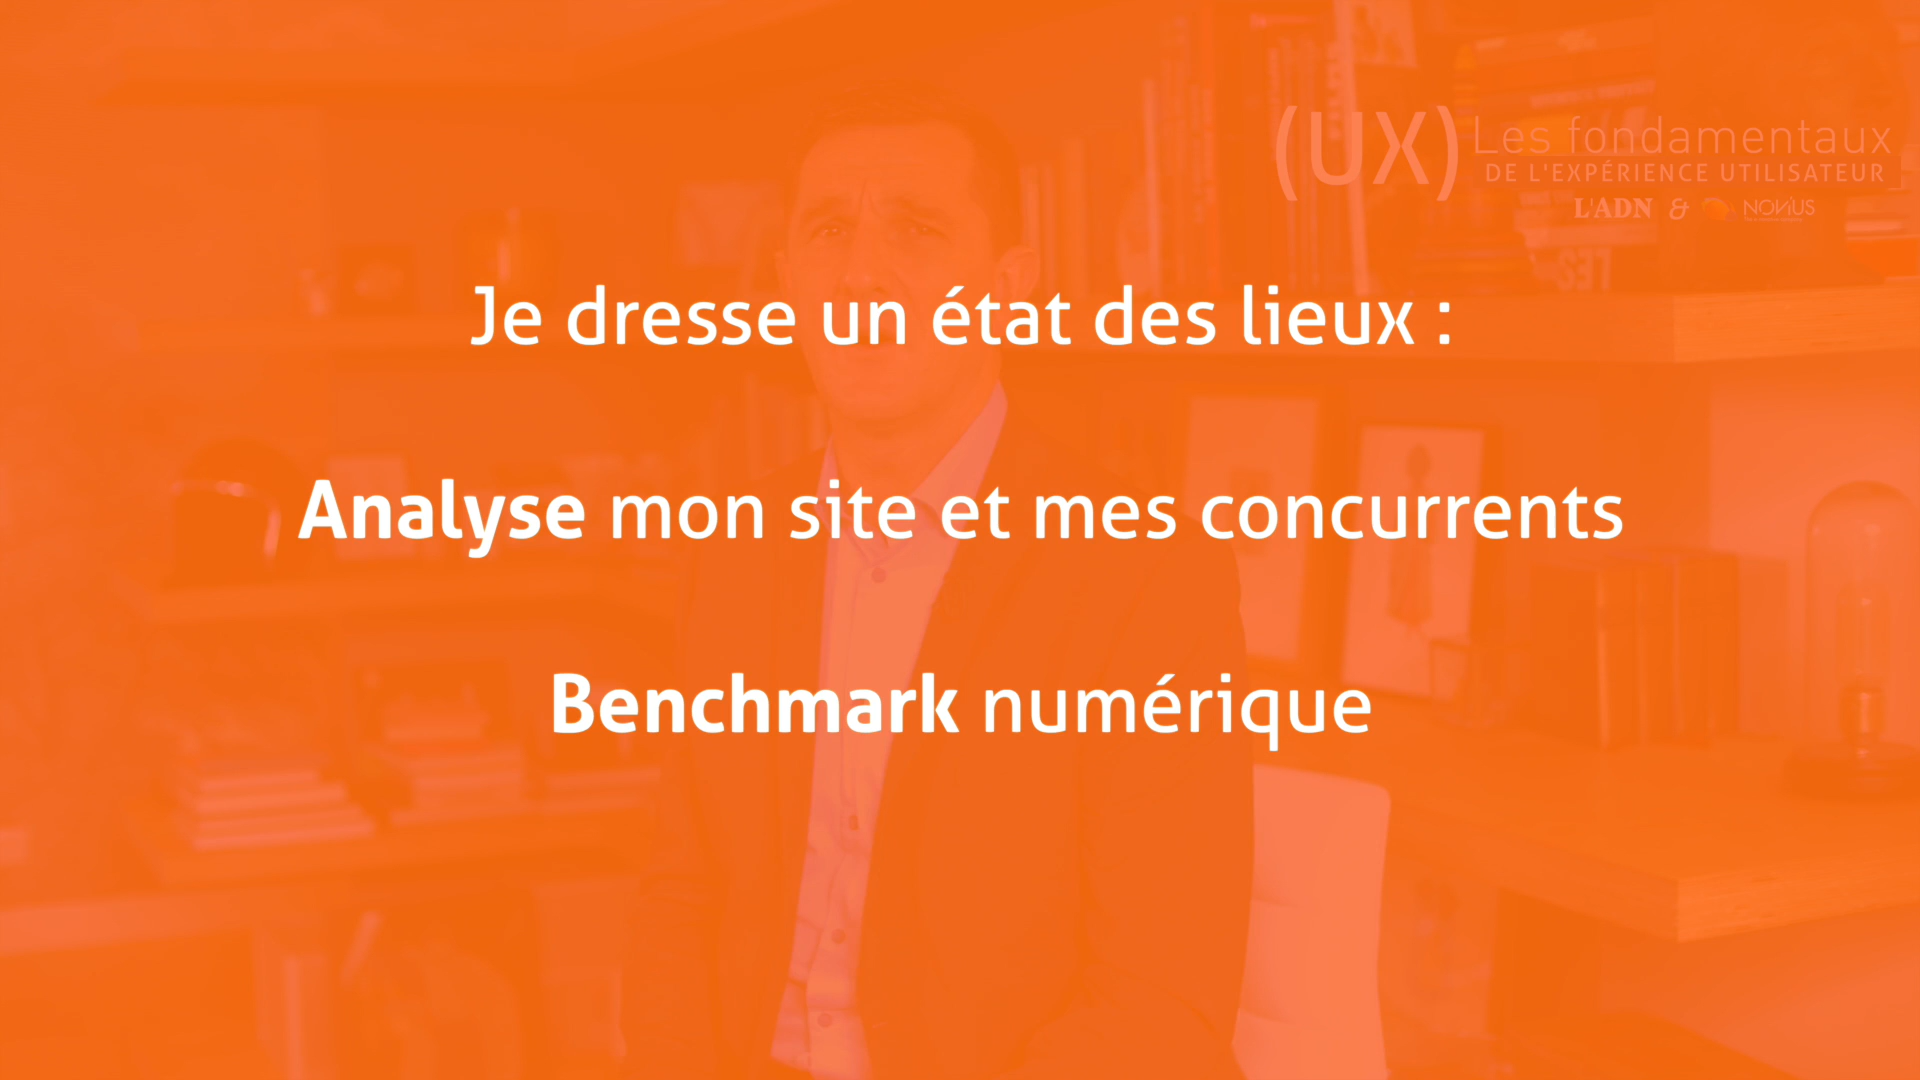 (UX) Les fondamentaux
DE L'EXPÉRIENCE UTILISATEUR
L'ADN & NOVIUS
Je dresse un état des lieux :
Analyse mon site et mes concurrents
Benchmark numérique